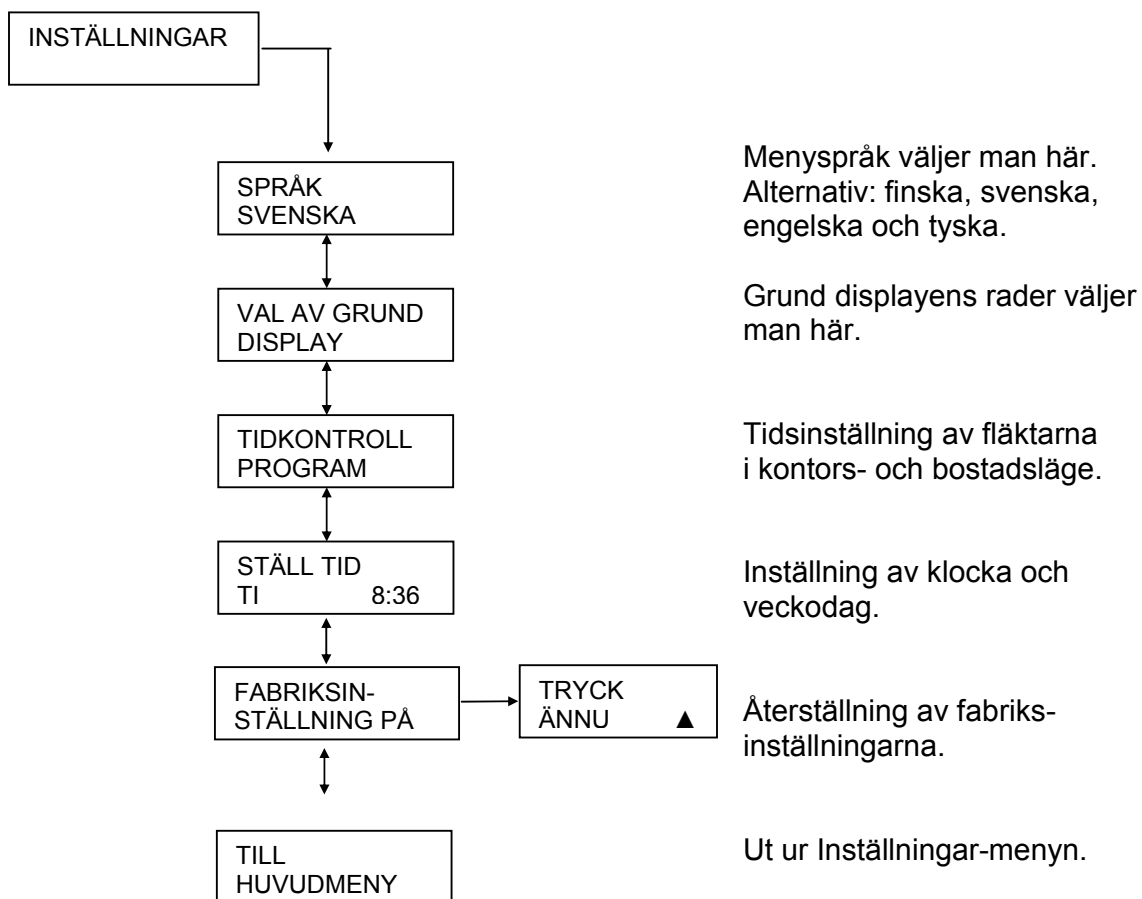 INSTÄLLNINGAR
SPRÅK
SVENSKA
Menyspråk väljer man här.
Alternativ: finska, svenska,
engelska och tyska.
VAL AV GRUND
DISPLAY
Grund displayens rader väljer
man här.
TIDKONTROLL
PROGRAM
Tidsinställning av fläktarna
i kontors- och bostadsläge.
STÄLL TID
TI 8:36
Inställning av klocka och
veckodag.
FABRIKSIN-
STÄLLNING PÅ
TRYCK
ÄNNU ▲
Återställning av fabriks-
inställningarna.
TILL
HUVUDMENY
Ut ur Inställningar-menyn.